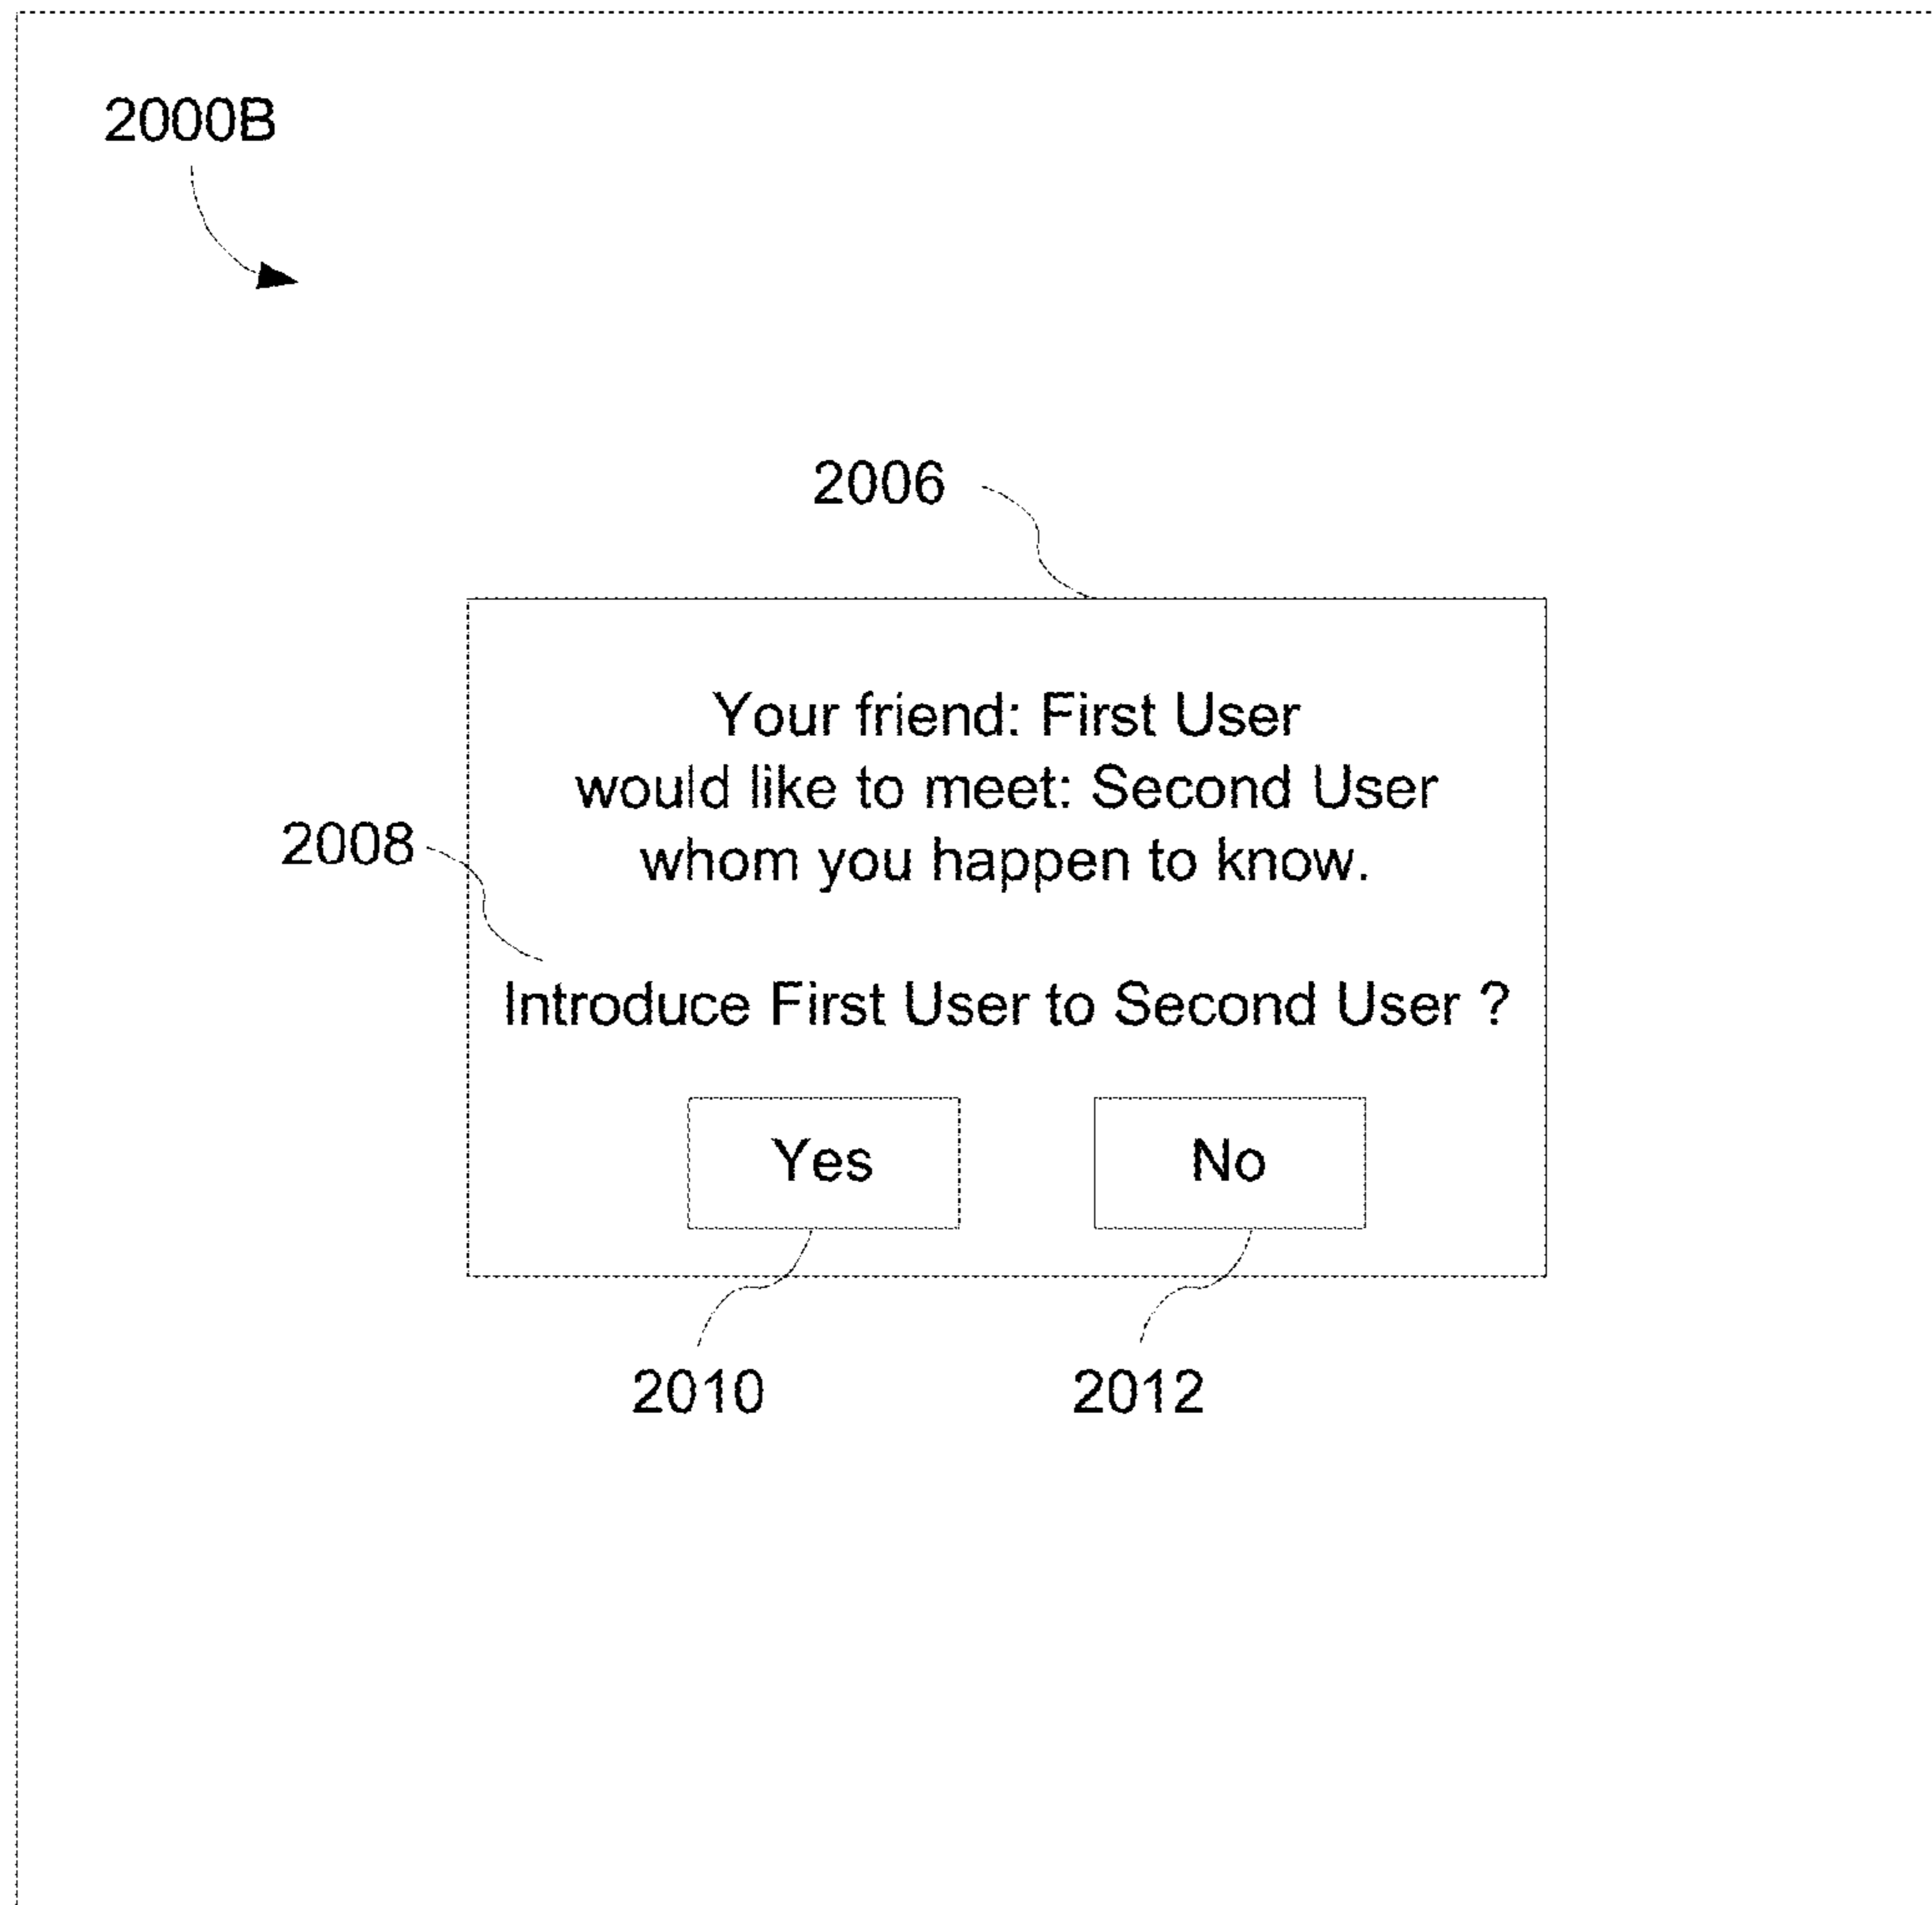 2000B
2006
Your friend: First User
would like to meet: Second User
2008
whom you happen to know.
Introduce First User to Second User ?
Yes
No
2010
2012